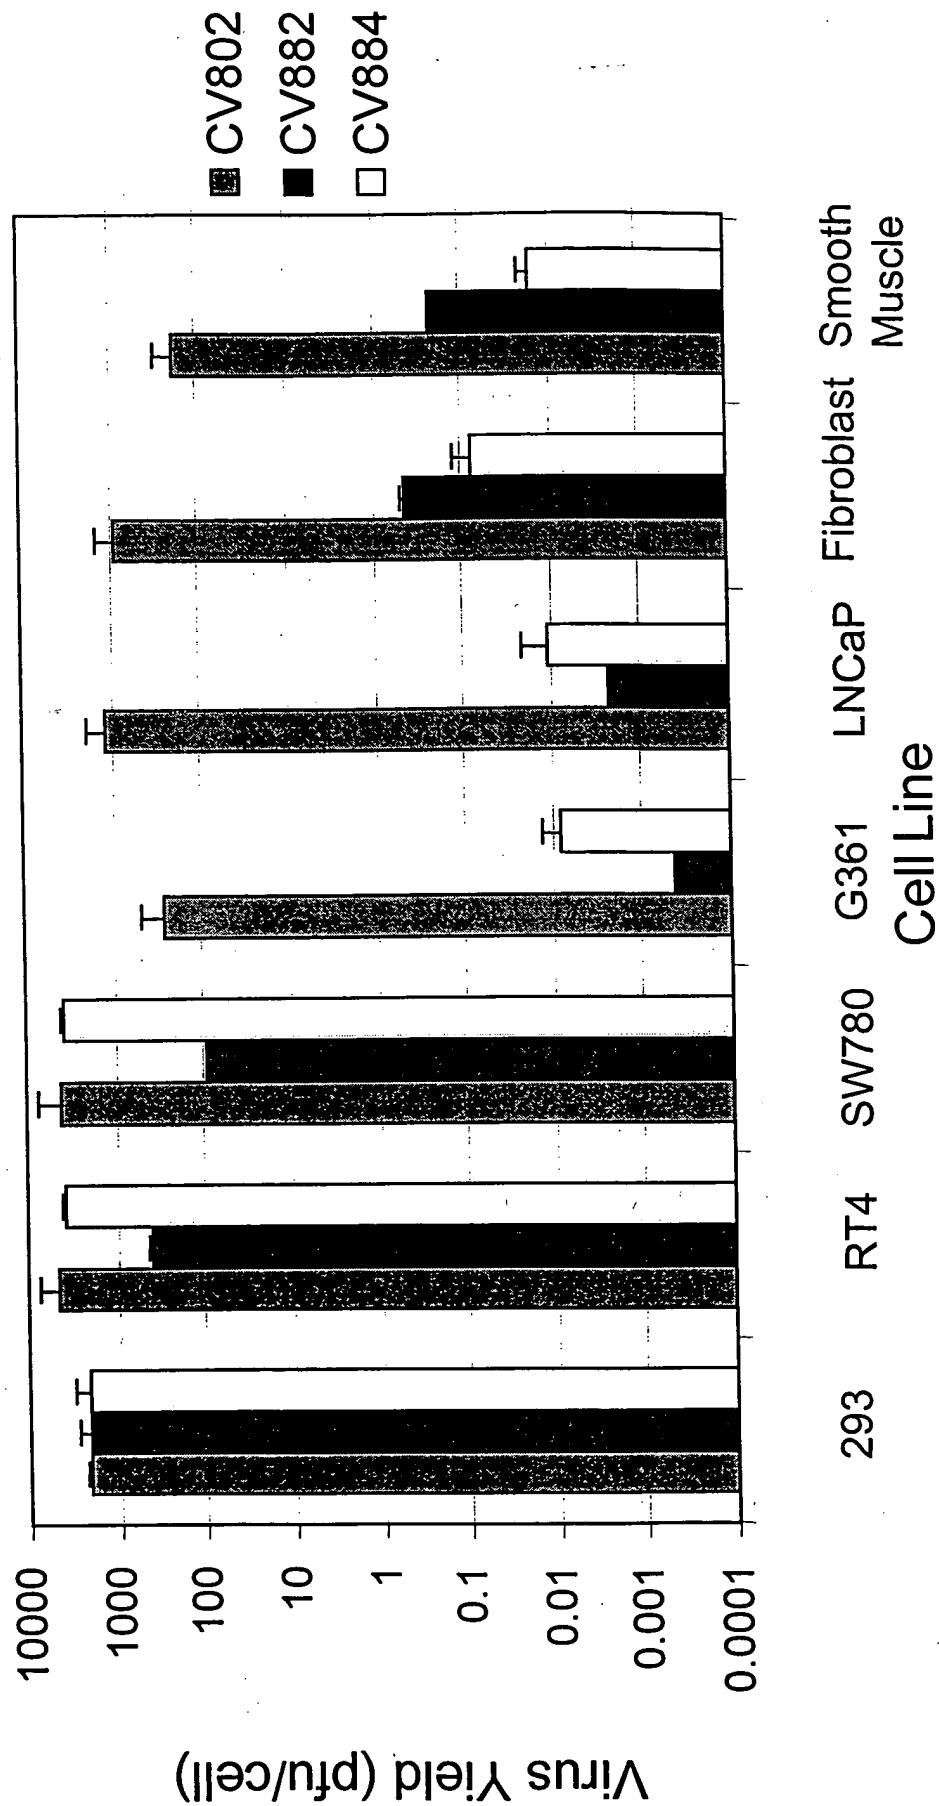 Virus Yield (pfu/cell)
10000
1000
100
10
1
0.1
0.01
0.001
0.0001
293
RT4
SW780
G361
LNCaP
Fibroblast
Smooth
Muscle
Cell Line
CV802
CV882
CV884